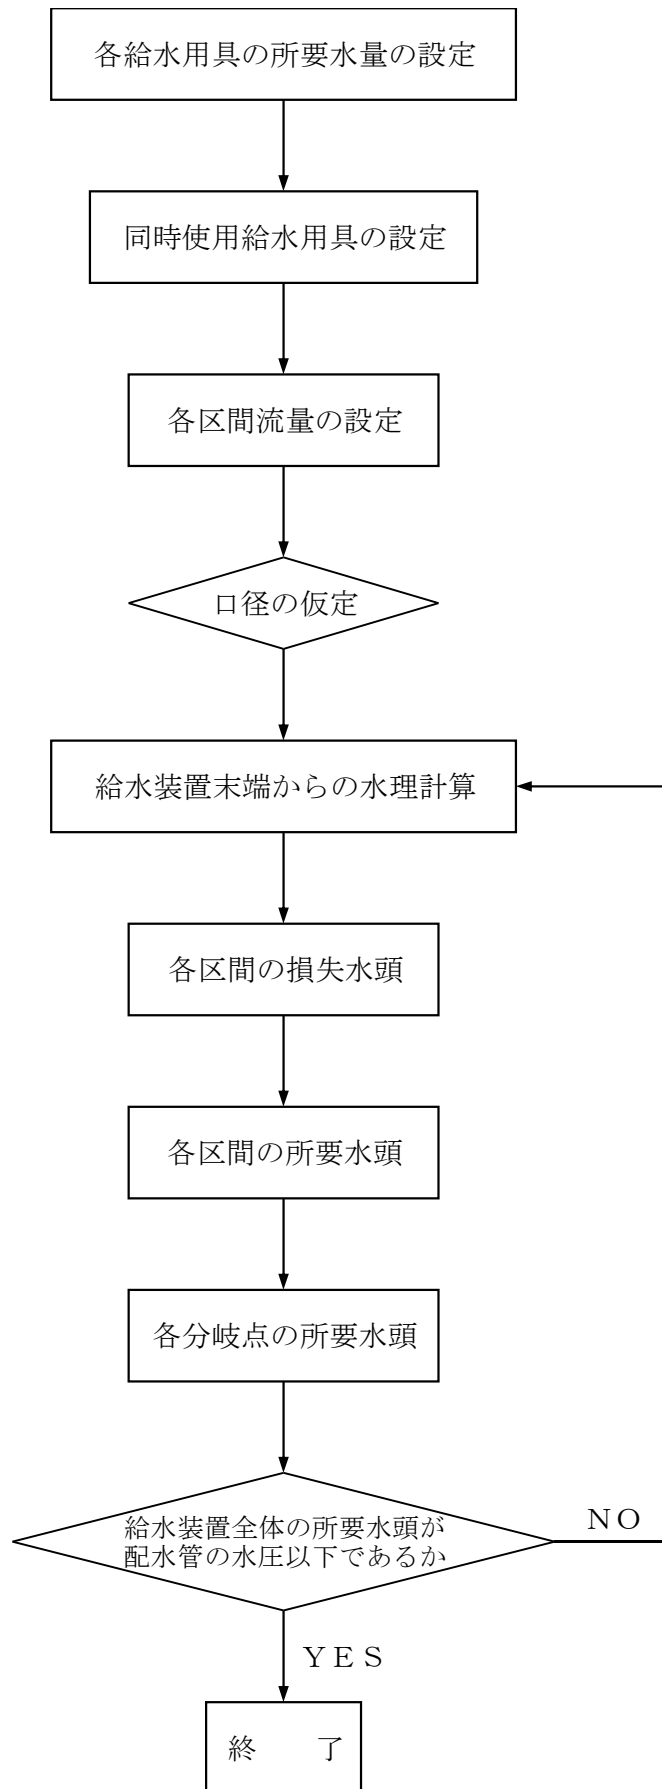 各給水用具の所要水量の設定
同時使用給水用具の設定
各区間流量の設定
口径の仮定
給水装置末端からの水理計算
各区間の損失水頭
各区間の所要水頭
各分岐点の所要水頭
給水装置全体の所要水頭が
配水管の水圧以下であるか
ＮＯ
ＹＥＳ
終　　了